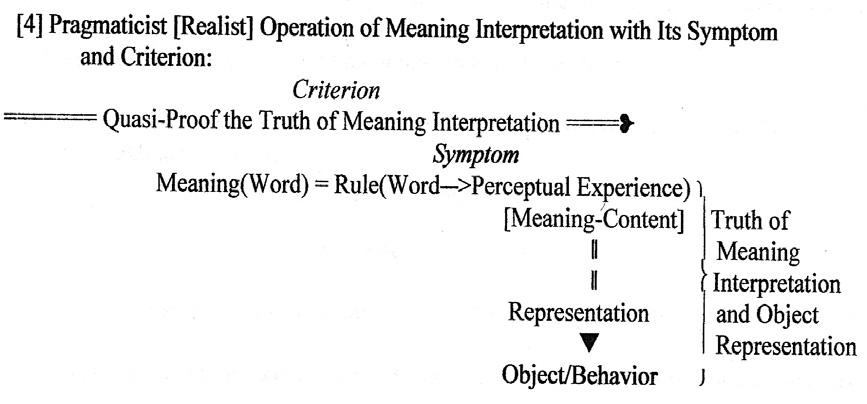 [4] Pragmaticist [Realist] Operation of Meaning Interpretation with Its Symptom
and Criterion:
Criterion
Quasi-Proof the Truth of Meaning Interpretation
Symptom
Meaning(Word) = Rule(Word-->Perceptual Experience)
[Meaning-Content] Truth of
Meaning
Interpretation
Representation and Object
Representation
Object/Behavior